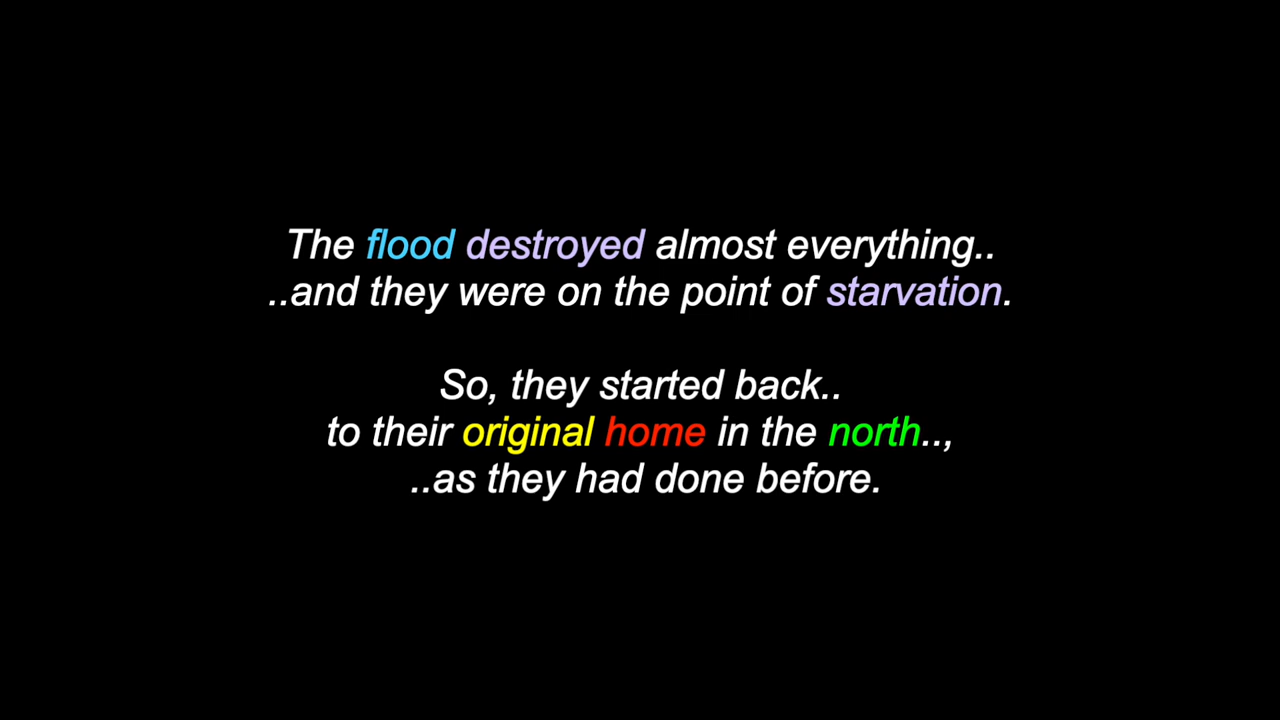 The flood destroyed almost everything..
..and they were on the point of starvation.
So, they started back..
to their original home in the north..,
..as they had done before.